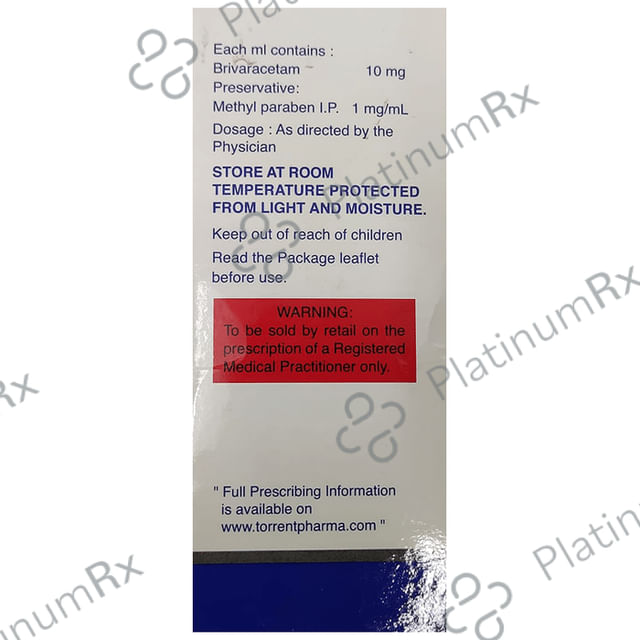 Each ml contains :
Brivaracetam 10 mg
Preservative:
Methyl paraben I.P. 1 mg/mL
Dosage : As directed by the
Physician
STORE AT ROOM
TEMPERATURE PROTECTED
FROM LIGHT AND MOISTURE.
Keep out of reach of children
Read the Package leaflet
before use.
WARNING:
To be sold by retail on the
prescription of a Registered
Medical Practitioner only.
" Full Prescribing Information
is available on
www.torrentpharma.com "
PlatinumRx
PlatinumRx
Rx
PlatinumRx
Platin
numRx